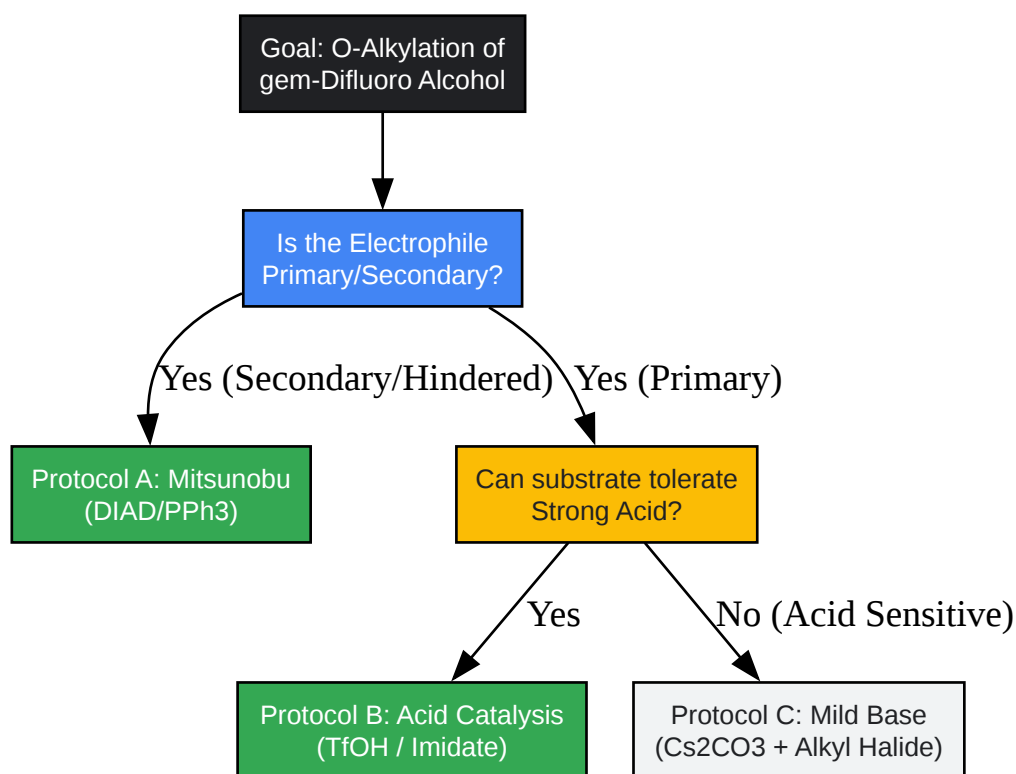 Goal: O-Alkylation of
gem-Difluoro Alcohol
Is the Electrophile
Primary/Secondary?
Yes (Secondary/Hindered)
Yes (Primary)
Protocol A: Mitsunobu
(DIAD/PPh3)
Can substrate tolerate
Strong Acid?
Yes
No (Acid Sensitive)
Protocol B: Acid Catalysis
(TfOH / Imidate)
Protocol C: Mild Base
(Cs2CO3 + Alkyl Halide)